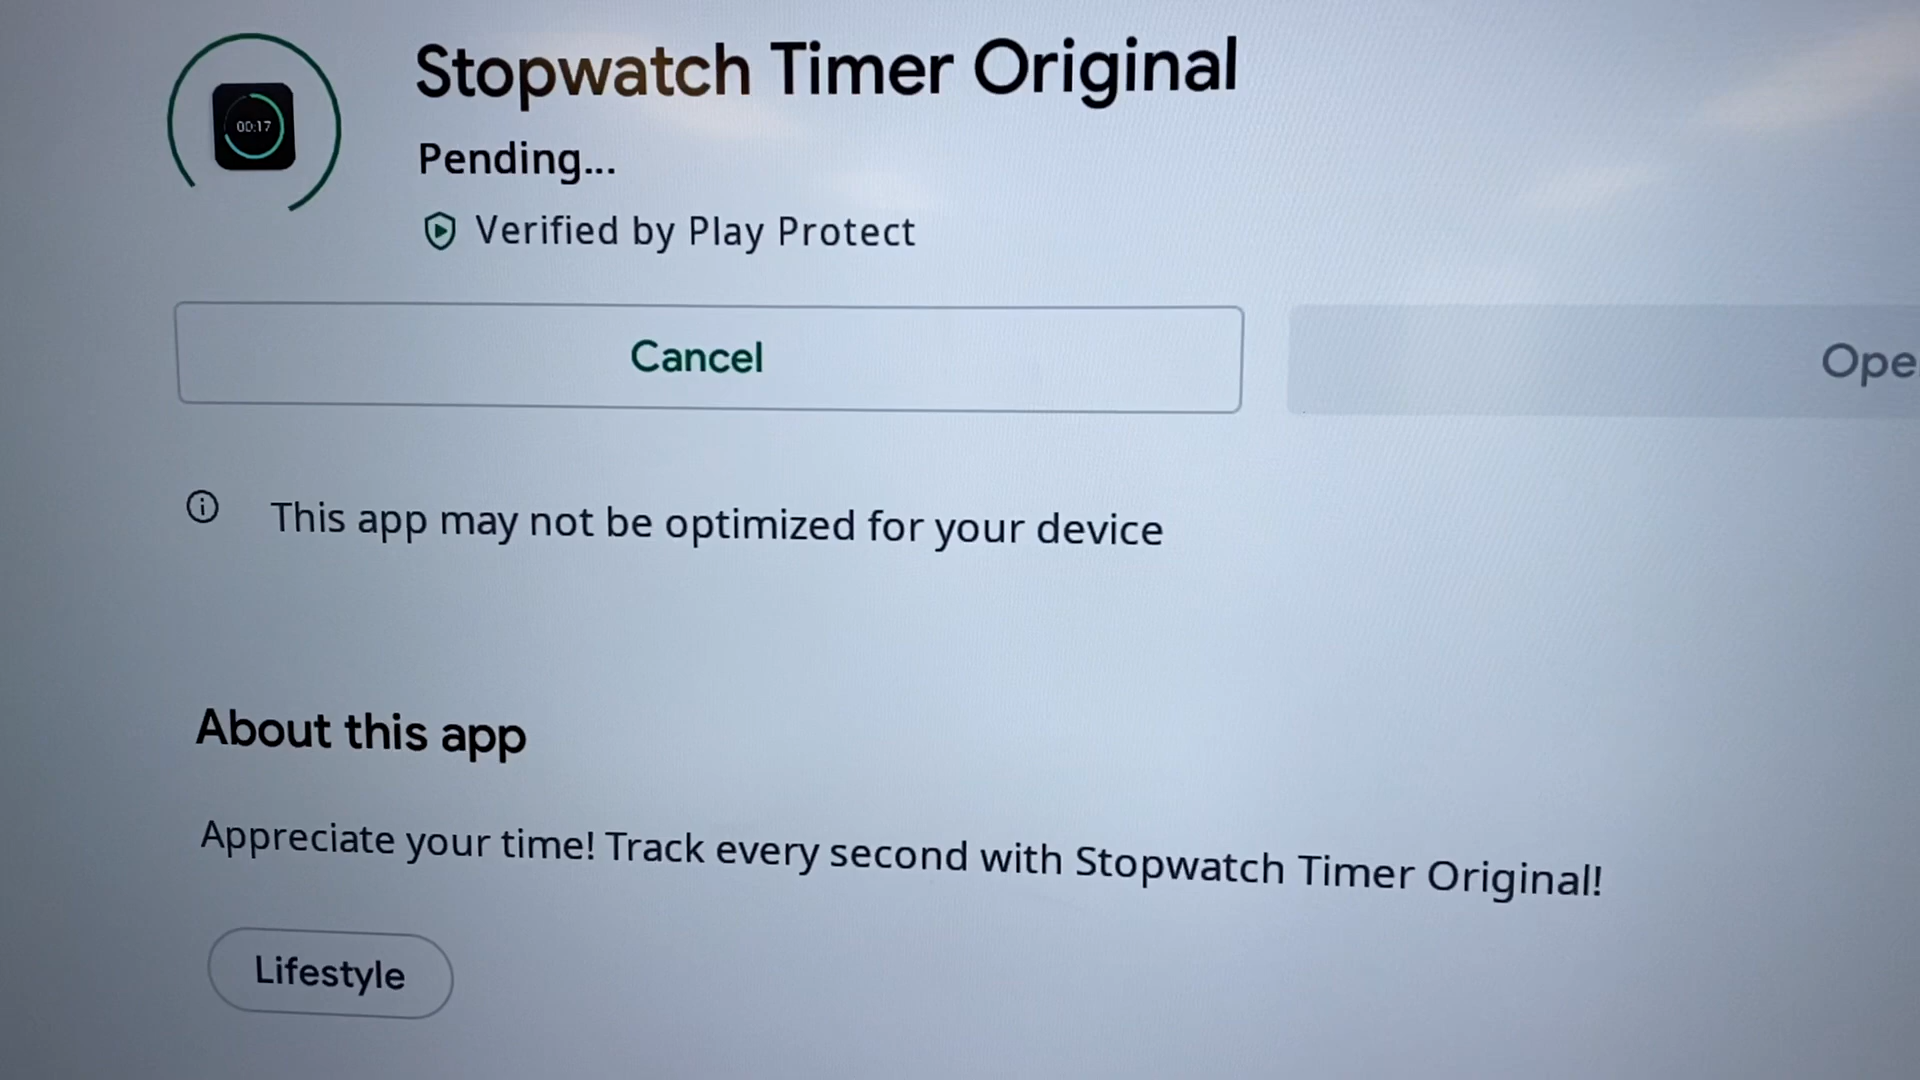 Stopwatch Timer Original
00:17
Pending...
Verified by Play Protect
Cancel
Ope
This app may not be optimized for your device
About this app
Appreciate your time! Track every second with Stopwatch Timer Original!
Lifestyle